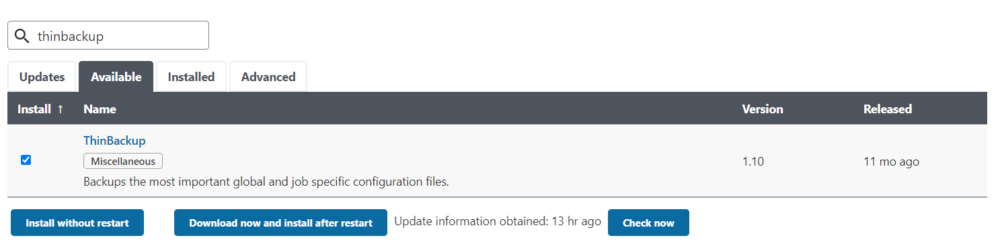 thinbackup
Updates Available Installed Advanced
Install ↑ Name Version Released
ThinBackup
Miscellaneous
1.10 11 mo ago
Backups the most important global and job specific configuration files.
Install without restart Download now and install after restart Update information obtained: 13 hr ago Check now